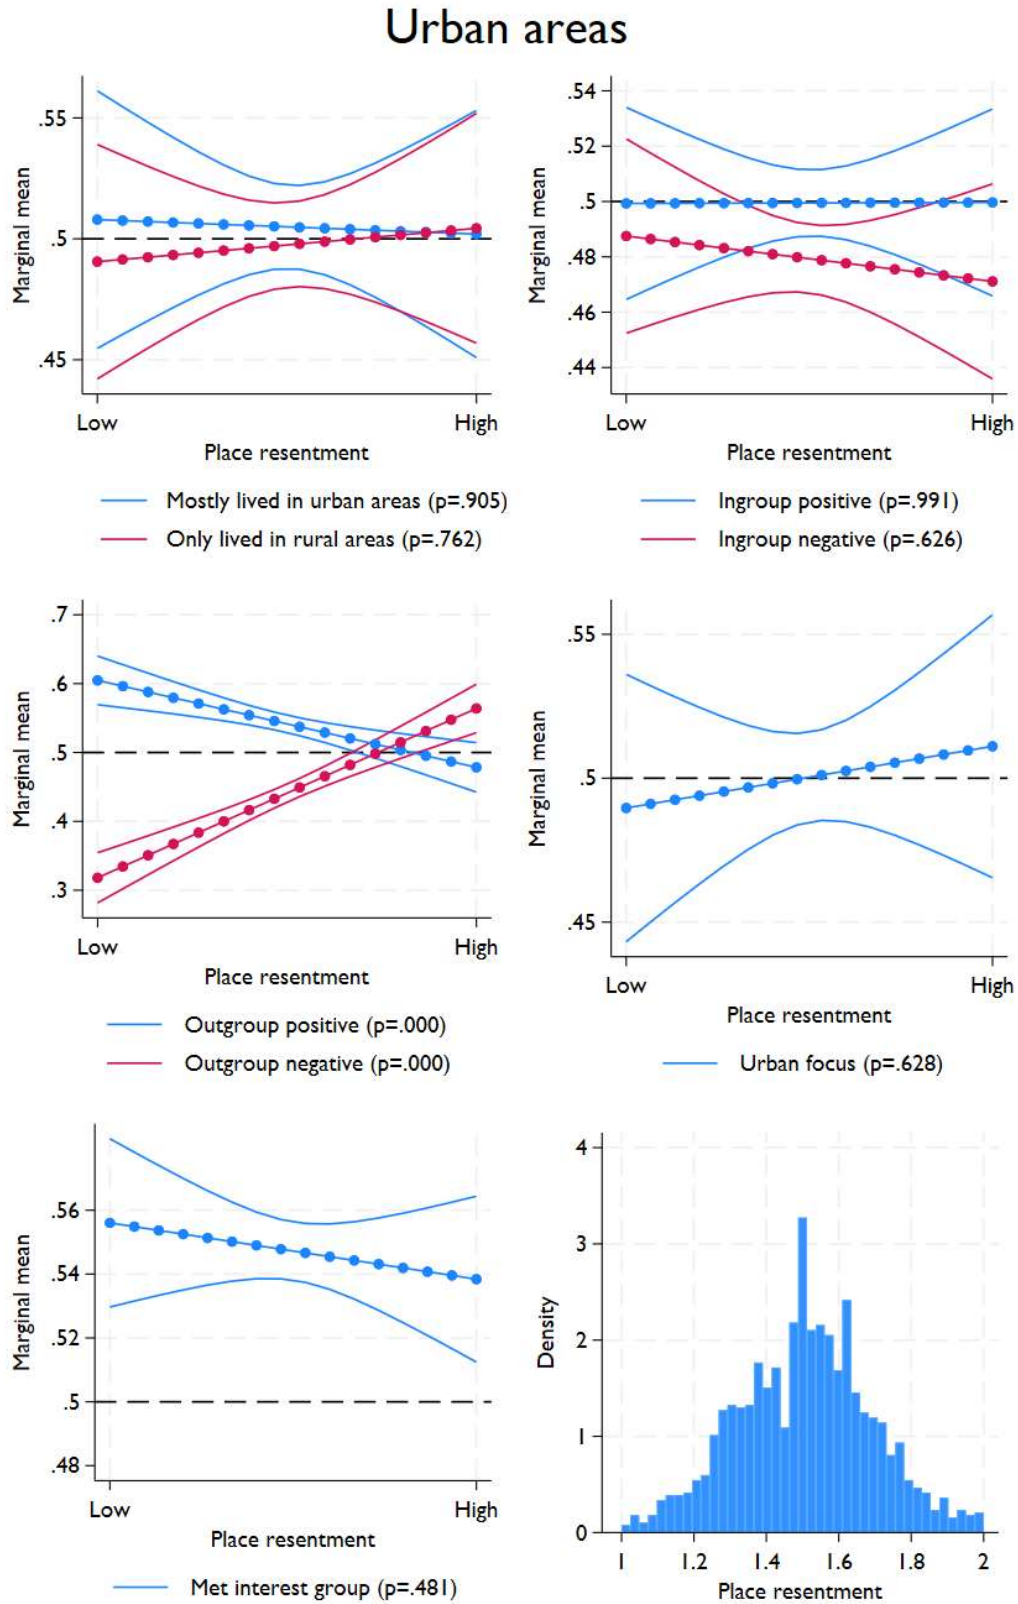 Urban areas
.55
.5
.45
Marginal mean
Low
High
Place resentment
Mostly lived in urban areas (p=.905)
Only lived in rural areas (p=.762)
.54
.52
.5
.48
.46
.44
Marginal mean
Low
High
Place resentment
Ingroup positive (p=.991)
Ingroup negative (p=.626)
.7
.6
.5
.4
.3
Marginal mean
Low
High
Place resentment
Outgroup positive (p=.000)
Outgroup negative (p=.000)
.55
.5
.45
Marginal mean
Low
High
Place resentment
Urban focus (p=.628)
.56
.54
.52
.5
.48
Marginal mean
Low
High
Place resentment
Met interest group (p=.481)
4
3
2
1
0
Density
1 1.2 1.4 1.6 1.8 2
Place resentment